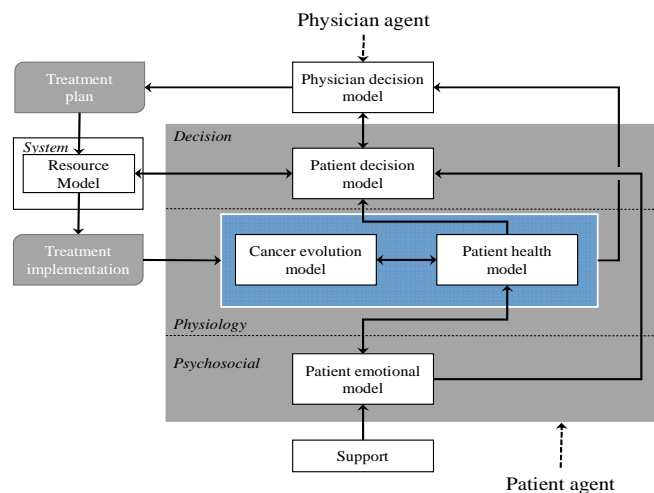 Physician agent
Treatment
plan
Physician decision
model
System
Resource
Model
Decision
Patient decision
model
Treatment
implementation
Cancer evolution
model
Patient health
model
Physiology
Psychosocial
Patient emotional
model
Support
Patient agent